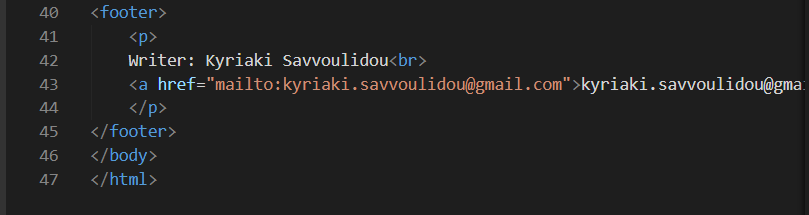 40 <footer>
41 <p>
42 Writer: Kyriaki Savvoulidou<br>
43 <a href="mailto:kyriaki.savvoulidou@gmail.com">kyriaki.savvoulidou@gma
44 </p>
45 </footer>
46 </body>
47 </html>